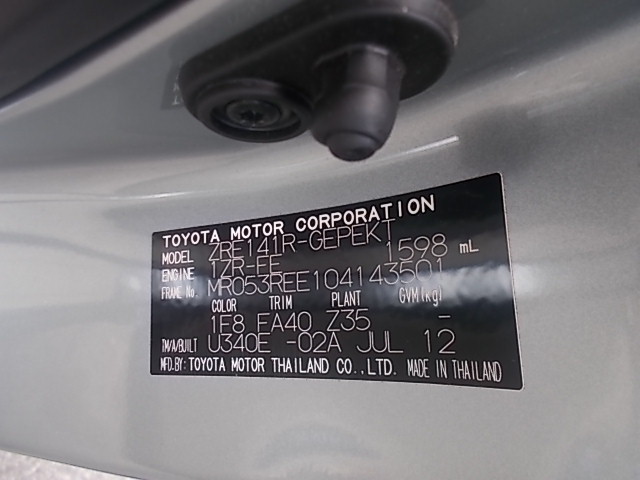 TOYOTA MOTOR CORPORATION
MODEL ZRE141R-GEPEKT
ENGINE 1ZR-FE 1598 mL
FRAME No. MR053REE104143501
COLOR TRIM PLANT GVM(kg)
1F8 FA40 Z35 –
TM/A/BUILT U340E -02A JUL 12
MFD.BY: TOYOTA MOTOR THAILAND CO.,LTD. MADE IN THAILAND